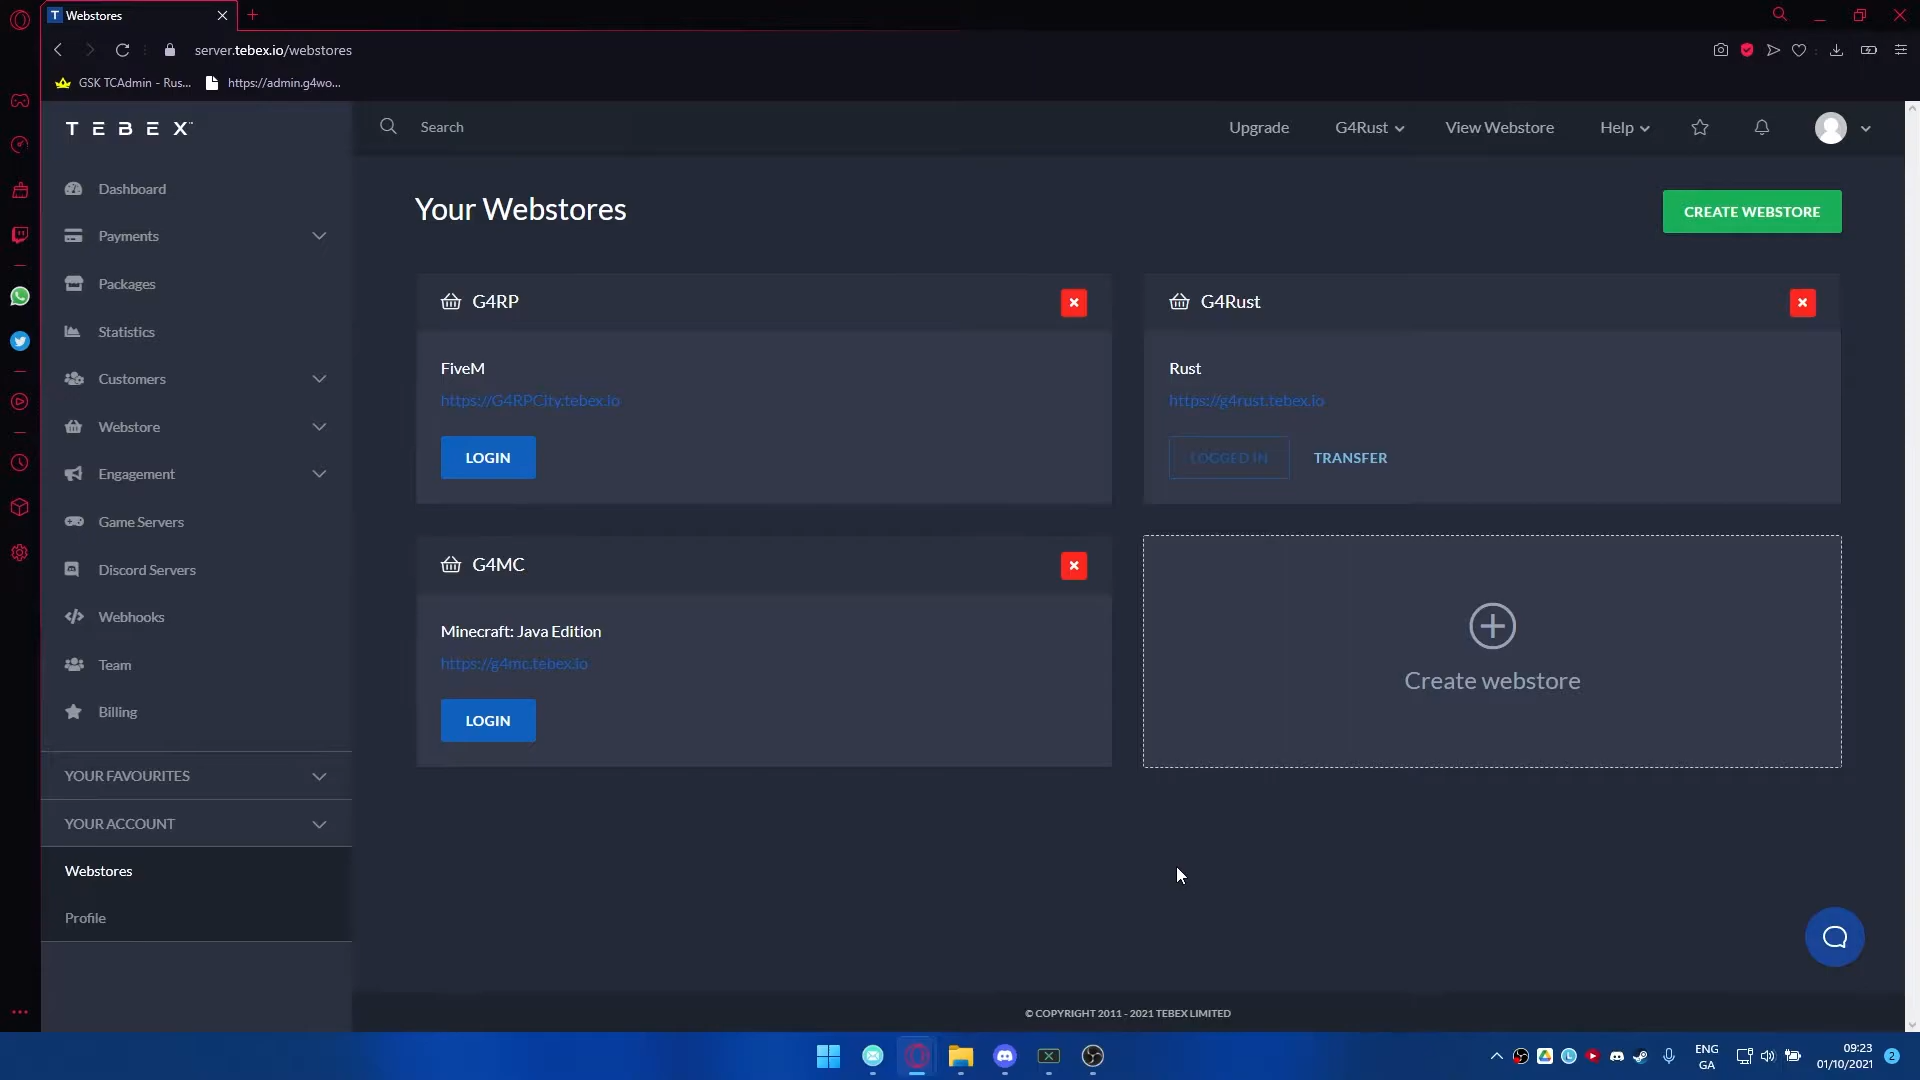 Webstores
server.tebex.io/webstores
GSK TCAdmin - Rus...
https://admin.g4wo...
TEBEX
Search
Upgrade
G4Rust
View Webstore
Help
Dashboard
Payments
Packages
Statistics
Customers
Webstore
Engagement
Game Servers
Discord Servers
Webhooks
Team
Billing
YOUR FAVOURITES
YOUR ACCOUNT
Webstores
Profile
Your Webstores
CREATE WEBSTORE
G4RP
FiveM
https://G4RPCity.tebex.io
LOGIN
G4Rust
Rust
https://g4rust.tebex.io
LOGGED IN
TRANSFER
G4MC
Minecraft: Java Edition
https://g4mc.tebex.io
LOGIN
Create webstore
© COPYRIGHT 2011 - 2021 TEBEX LIMITED
ENG
GA
09:23
01/10/2021
2